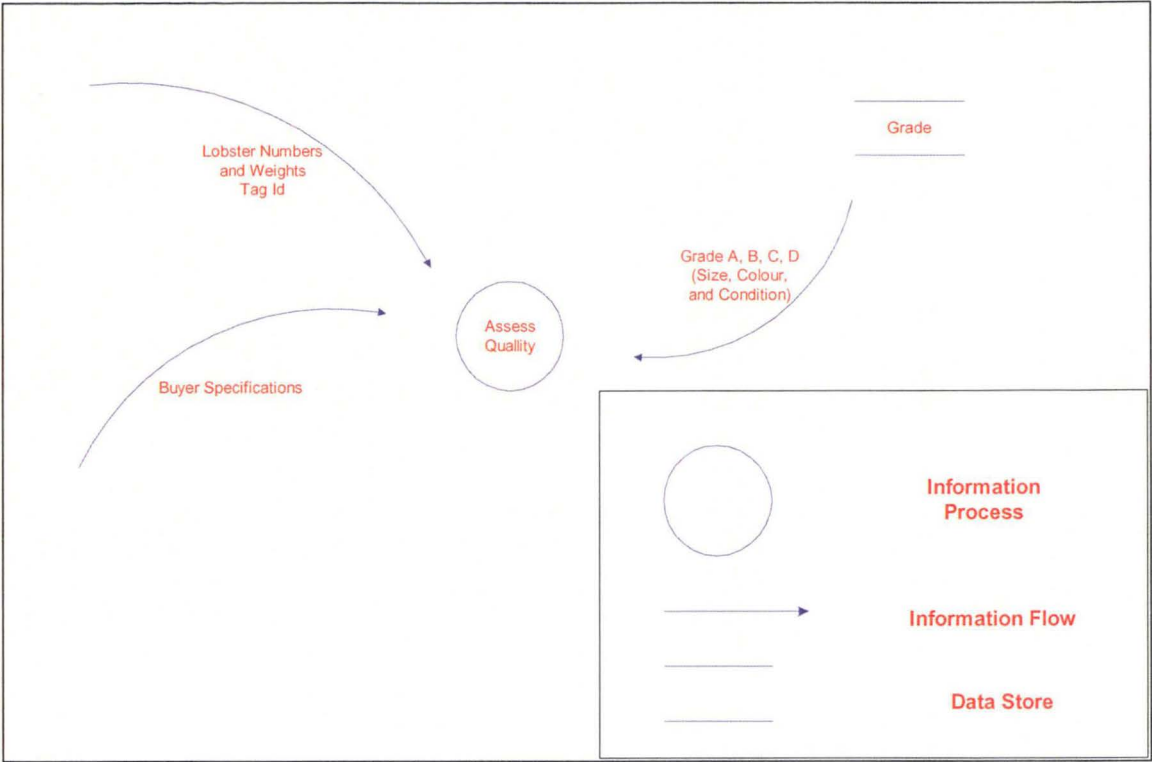 Lobster Numbers
and Weights
Tag Id
Grade
Grade A, B, C, D
(Size, Colour,
and Condition)
Assess
Quallity
Buyer Specifications
Information
Process
Information Flow
Data Store